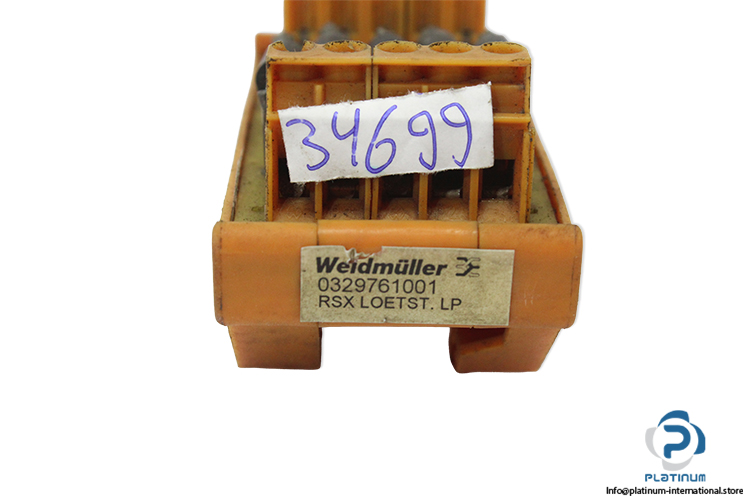 34699
Weidmüller
0329761001
RSX LOETST. LP
PLATINUM
Info@platinum-international.store